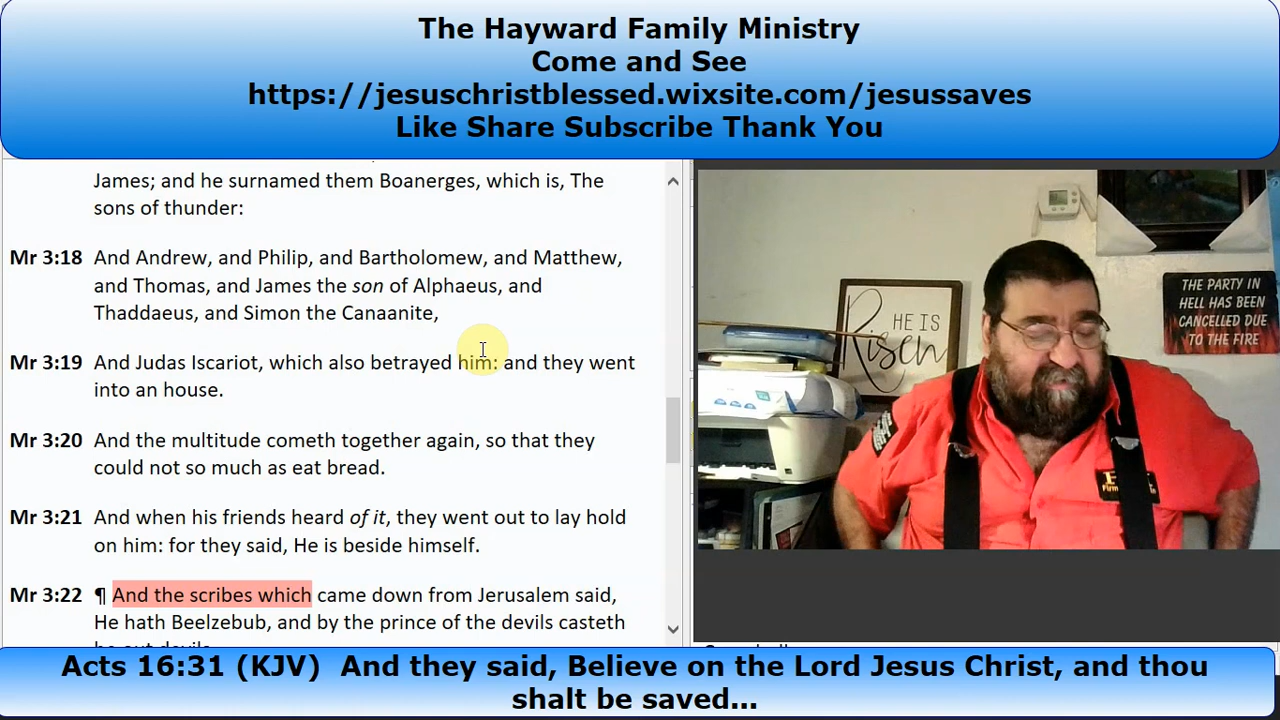 The Hayward Family Ministry
Come and See
https://jesuschristblessed.wixsite.com/jesussaves
Like Share Subscribe Thank You
James; and he surnamed them Boanerges, which is, The
sons of thunder:
Mr 3:18 And Andrew, and Philip, and Bartholomew, and Matthew,
and Thomas, and James the son of Alphaeus, and
Thaddaeus, and Simon the Canaanite,
Mr 3:19 And Judas Iscariot, which also betrayed him: and they went
into an house.
Mr 3:20 And the multitude cometh together again, so that they
could not so much as eat bread.
Mr 3:21 And when his friends heard of it, they went out to lay hold
on him: for they said, He is beside himself.
Mr 3:22 ¶ And the scribes which came down from Jerusalem said,
He hath Beelzebub, and by the prince of the devils casteth
HE IS
Risen
THE PARTY IN
HELL HAS BEEN
CANCELLED DUE
TO THE FIRE
Acts 16:31 (KJV) And they said, Believe on the Lord Jesus Christ, and thou
shalt be saved...